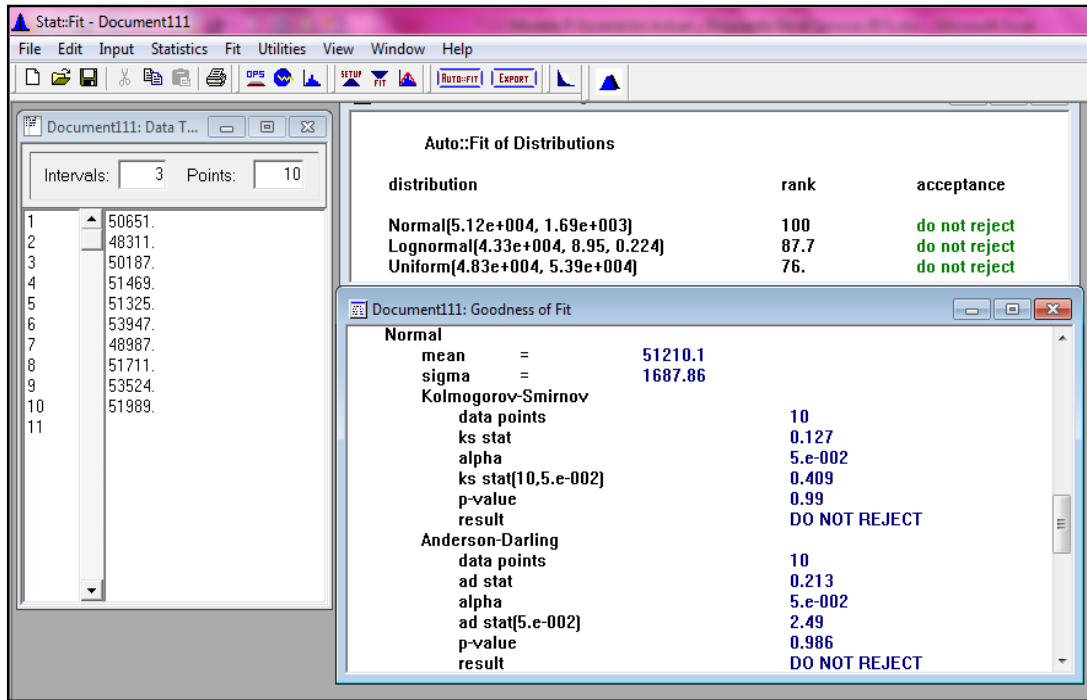 Stat::Fit - Document111
File Edit Input Statistics Fit Utilities View Window Help
OPS SETUP FIT AUTO::FIT EXPORT
Document111: Data T...
Intervals: 3 Points: 10
1 50651.
2 48311.
3 50187.
4 51469.
5 51325.
6 53947.
7 48987.
8 51711.
9 53524.
10 51989.
11
Auto::Fit of Distributions
distribution rank acceptance
Normal(5.12e+004, 1.69e+003) 100 do not reject
Lognormal(4.33e+004, 8.95, 0.224) 87.7 do not reject
Uniform(4.83e+004, 5.39e+004) 76. do not reject
Document111: Goodness of Fit
Normal
mean = 51210.1
sigma = 1687.86
Kolmogorov-Smirnov
data points 10
ks stat 0.127
alpha 5.e-002
ks stat(10,5.e-002) 0.409
p-value 0.99
result DO NOT REJECT
Anderson-Darling
data points 10
ad stat 0.213
alpha 5.e-002
ad stat(5.e-002) 2.49
p-value 0.986
result DO NOT REJECT